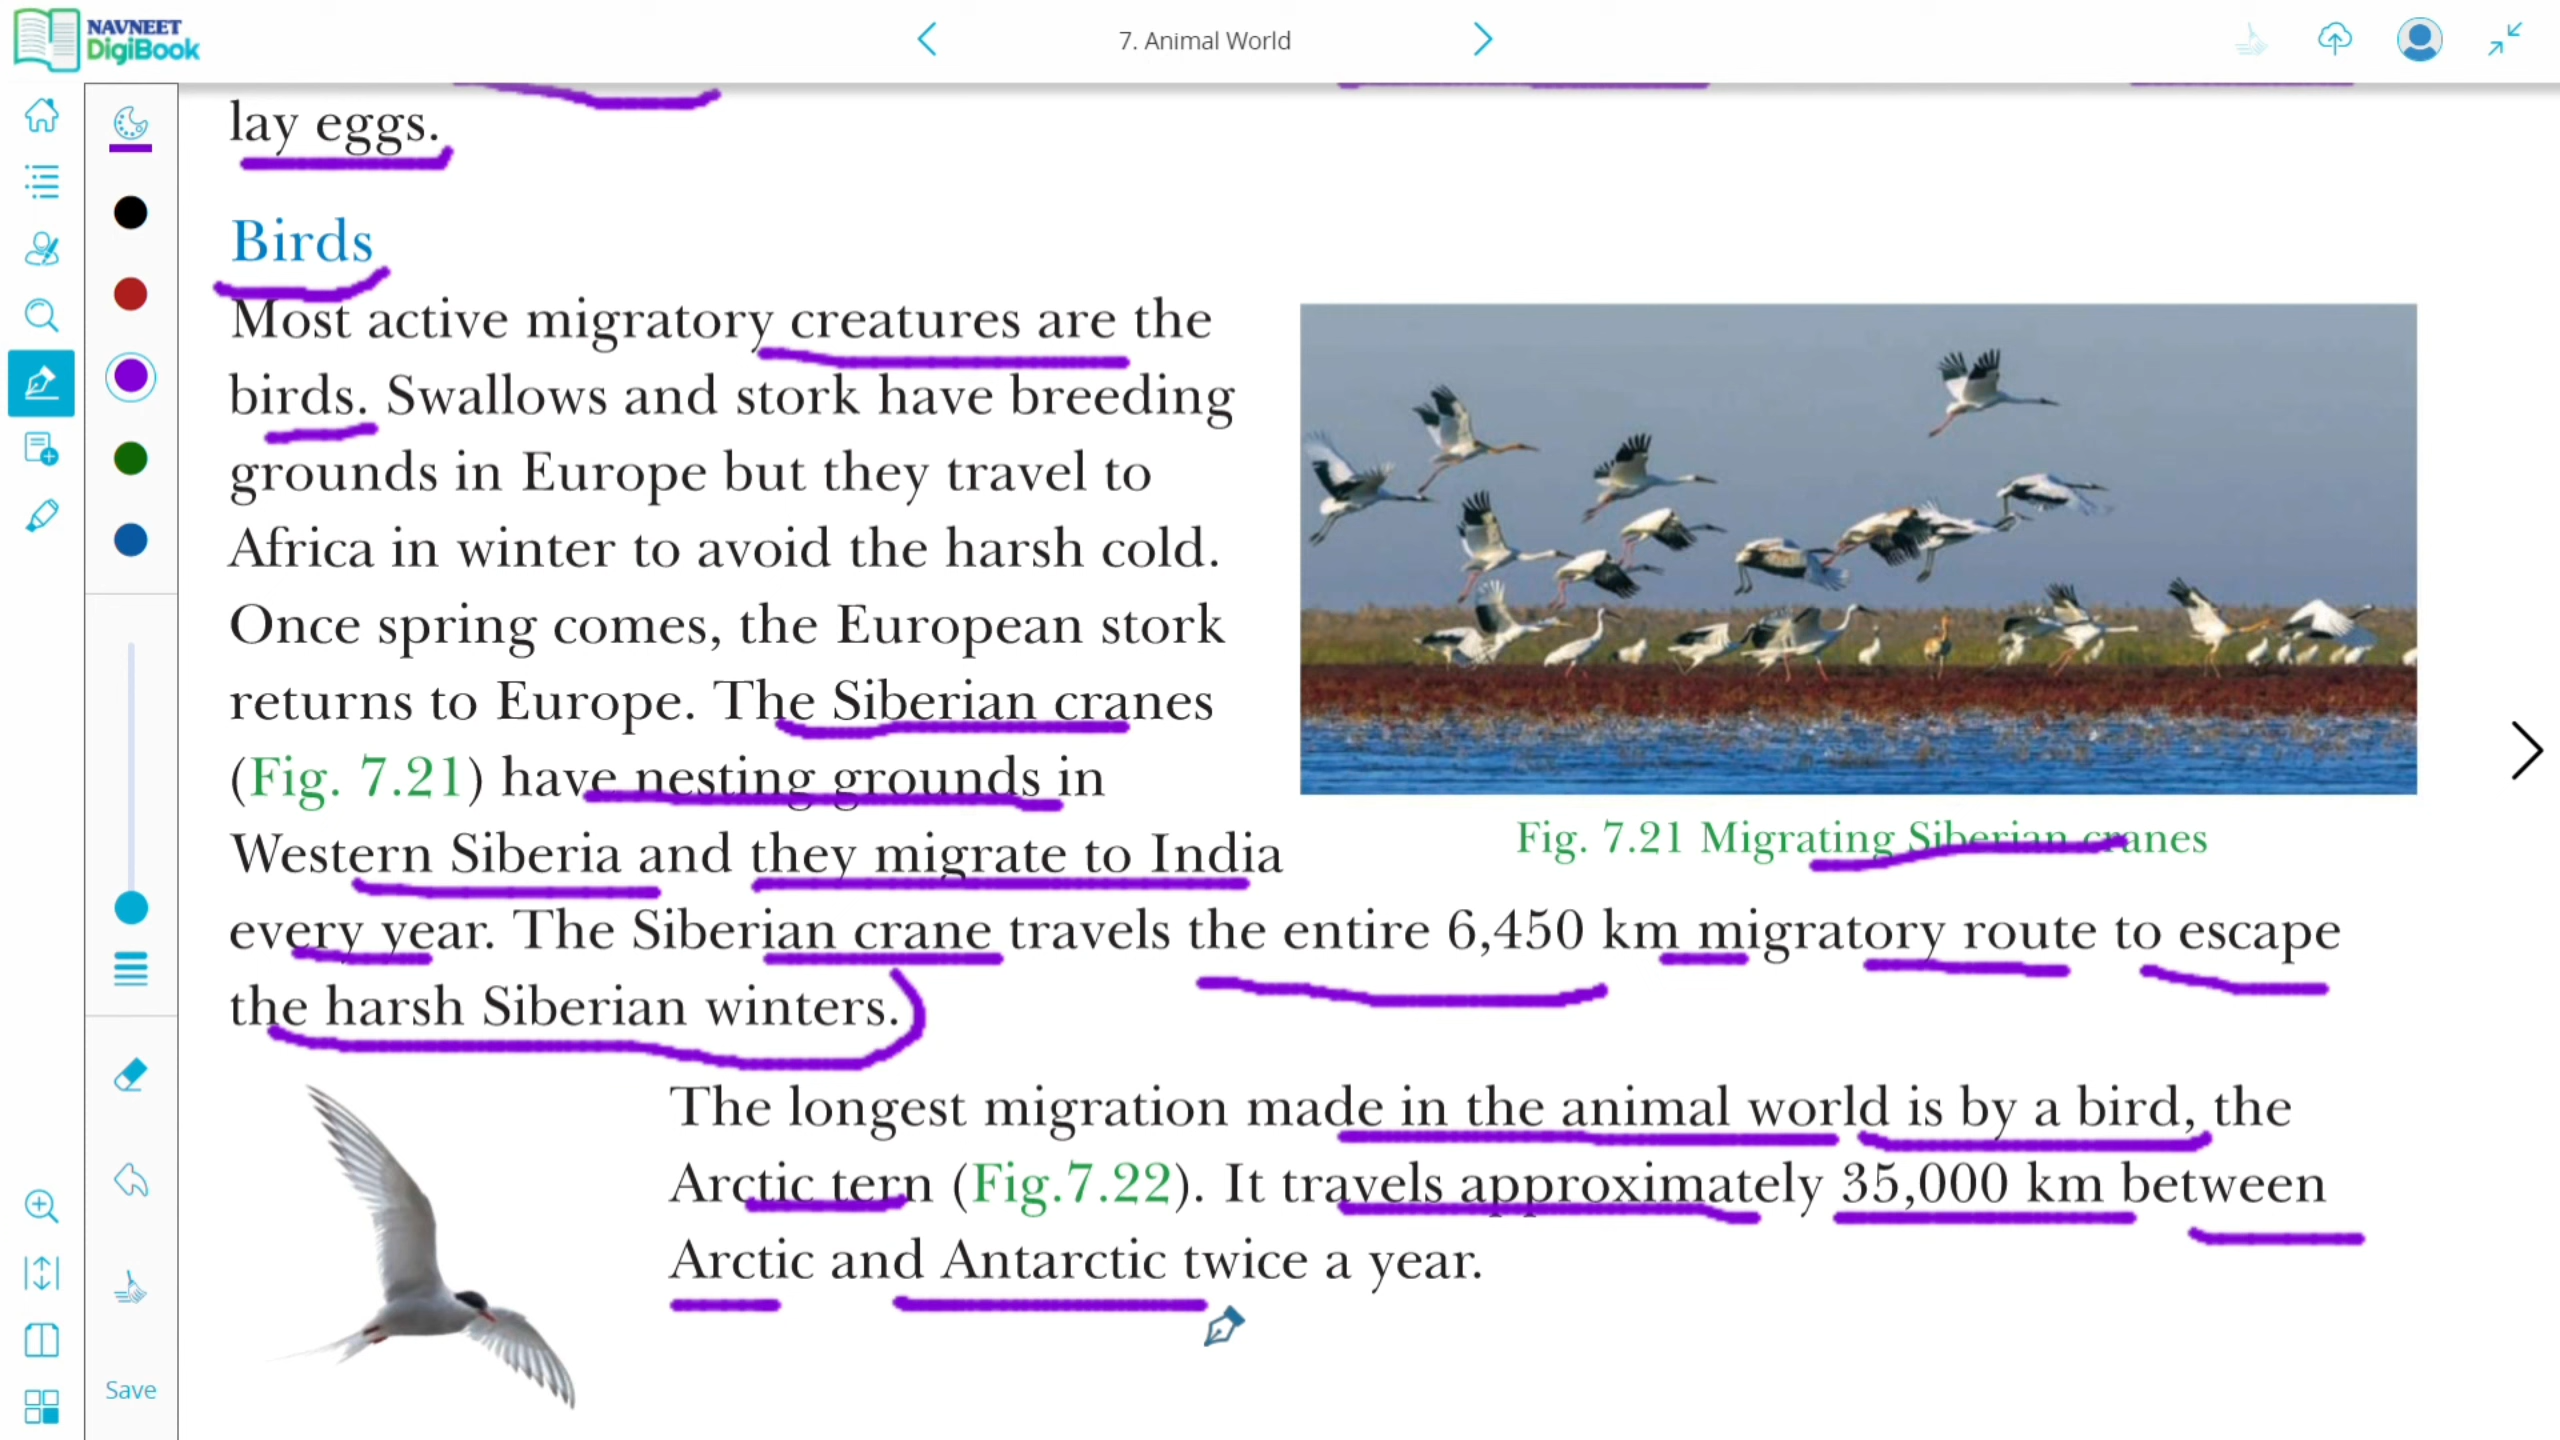 NAVNEET
DigiBook
7. Animal World
lay eggs.
Birds
Most active migratory creatures are the
birds. Swallows and stork have breeding
grounds in Europe but they travel to
Africa in winter to avoid the harsh cold.
Once spring comes, the European stork
returns to Europe. The Siberian cranes
(Fig. 7.21) have nesting grounds in
Western Siberia and they migrate to India
every year. The Siberian crane travels the entire 6,450 km migratory route to escape
the harsh Siberian winters.
Fig. 7.21 Migrating Siberian cranes
The longest migration made in the animal world is by a bird, the
Arctic tern (Fig.7.22). It travels approximately 35,000 km between
Arctic and Antarctic twice a year.
Save